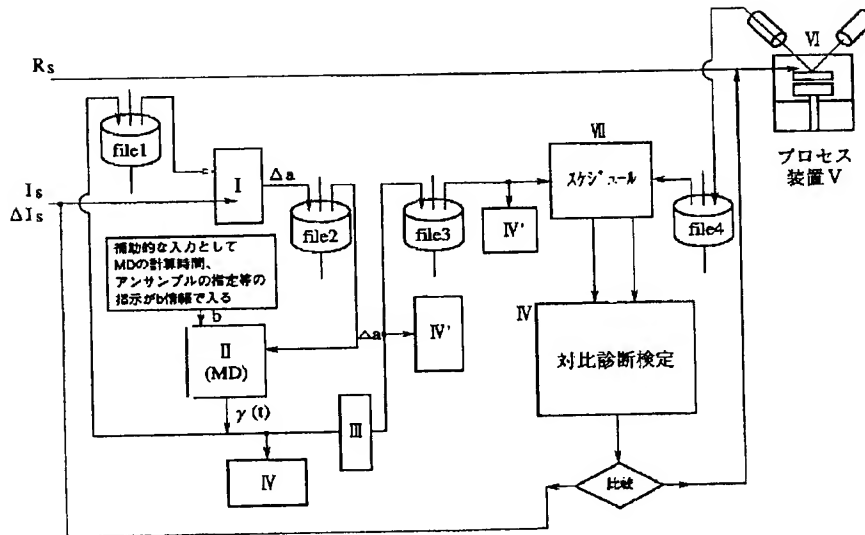 Rs
VI
プロセス
装置V
file1
I
Δa
Is
ΔIs
file2
file3
IV'
VII
スケジュール
file4
補助的な入力として
MDの計算時間、
アンサンブルの指定等の
指示がb情報で入る
b
II
(MD)
Δa
IV'
IV
対比診断検定
γ(t)
III
IV
比較